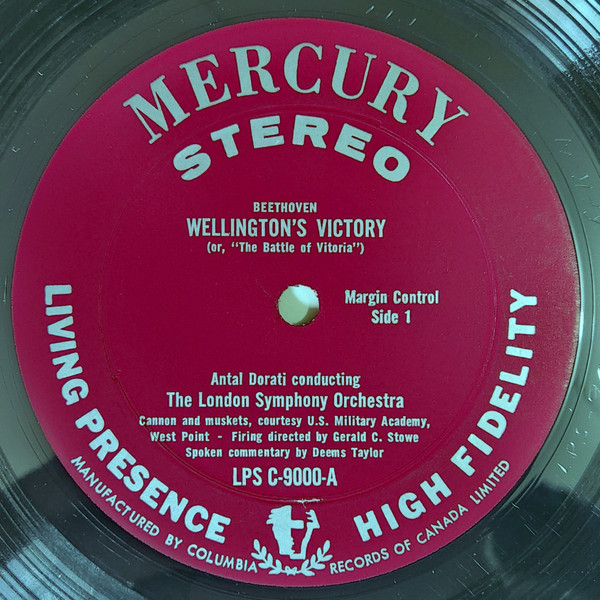 MERCURY
STEREO
BEETHOVEN
WELLINGTON'S VICTORY
(or, "The Battle of Vitoria")
Margin Control
Side 1
Antal Dorati conducting
The London Symphony Orchestra
Cannon and muskets, courtesy U.S. Military Academy,
West Point - Firing directed by Gerald C. Stowe
Spoken commentary by Deems Taylor
LPS C-9000-A
LIVING PRESENCE
HIGH FIDELITY
MANUFACTURED BY COLUMBIA RECORDS OF CANADA LIMITED